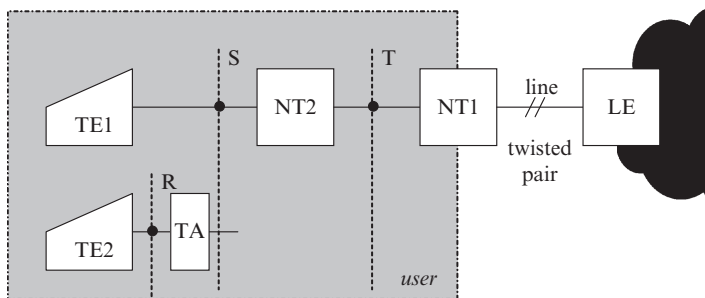 S
T
TE1
NT2
NT1
line
LE
twisted
pair
R
TE2
TA
user